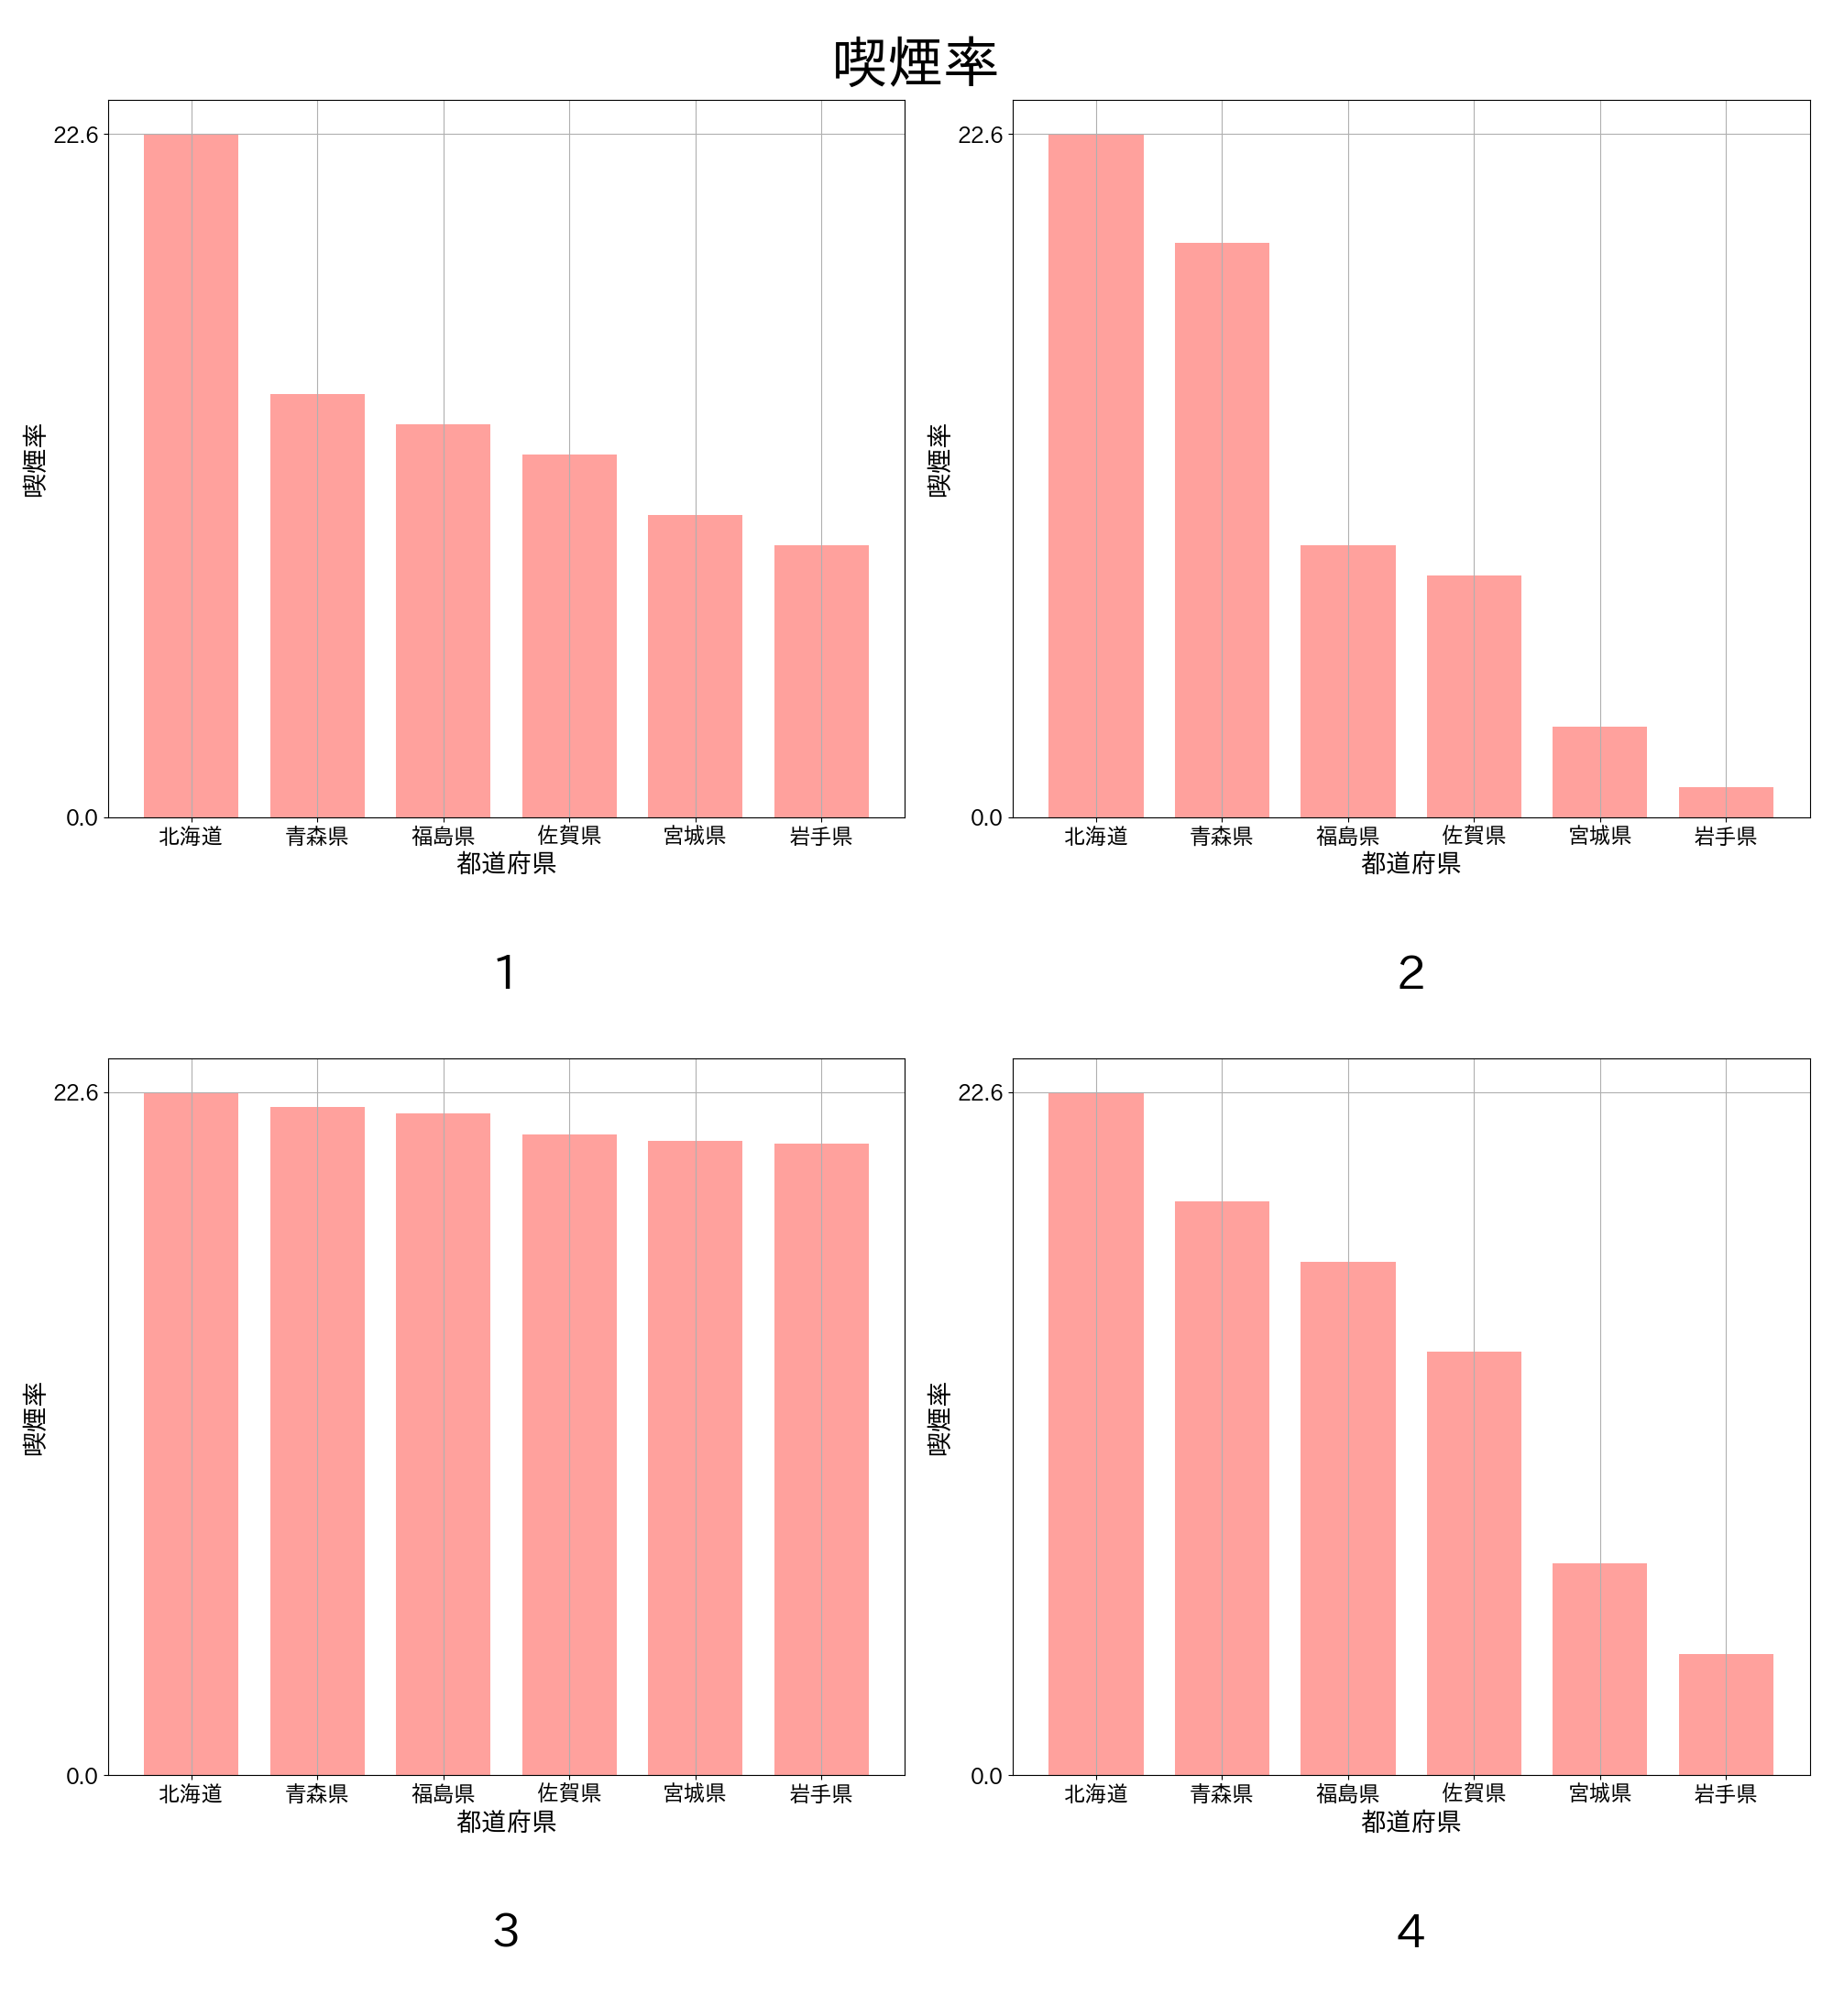 喫煙率
22.6
喫煙率
0.0
北海道 青森県 福島県 佐賀県 宮城県 岩手県
都道府県
1
22.6
喫煙率
0.0
北海道 青森県 福島県 佐賀県 宮城県 岩手県
都道府県
2
22.6
喫煙率
0.0
北海道 青森県 福島県 佐賀県 宮城県 岩手県
都道府県
3
22.6
喫煙率
0.0
北海道 青森県 福島県 佐賀県 宮城県 岩手県
都道府県
4